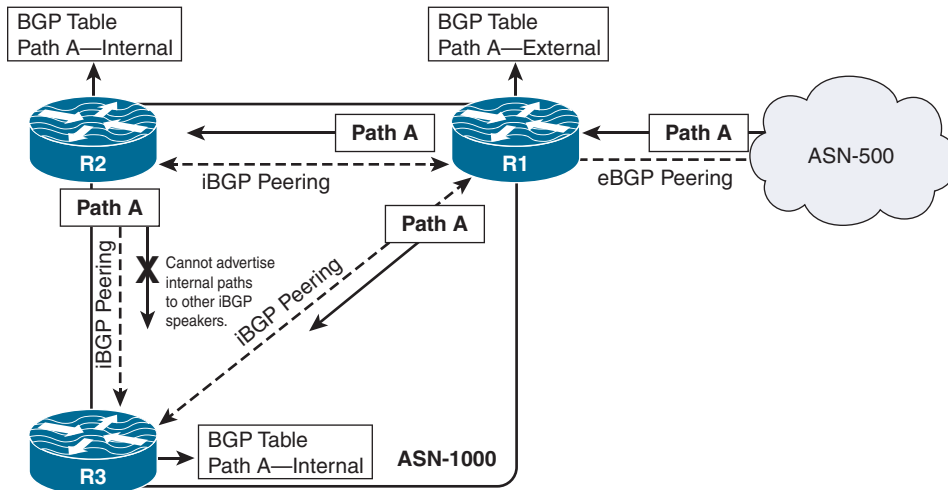 BGP Table
Path A—Internal
BGP Table
Path A—External
Path A
Path A
R2
R1
ASN-500
iBGP Peering
eBGP Peering
Path A
Path A
Cannot advertise
internal paths
to other iBGP
speakers.
iBGP Peering
iBGP Peering
BGP Table
Path A—Internal
ASN-1000
R3